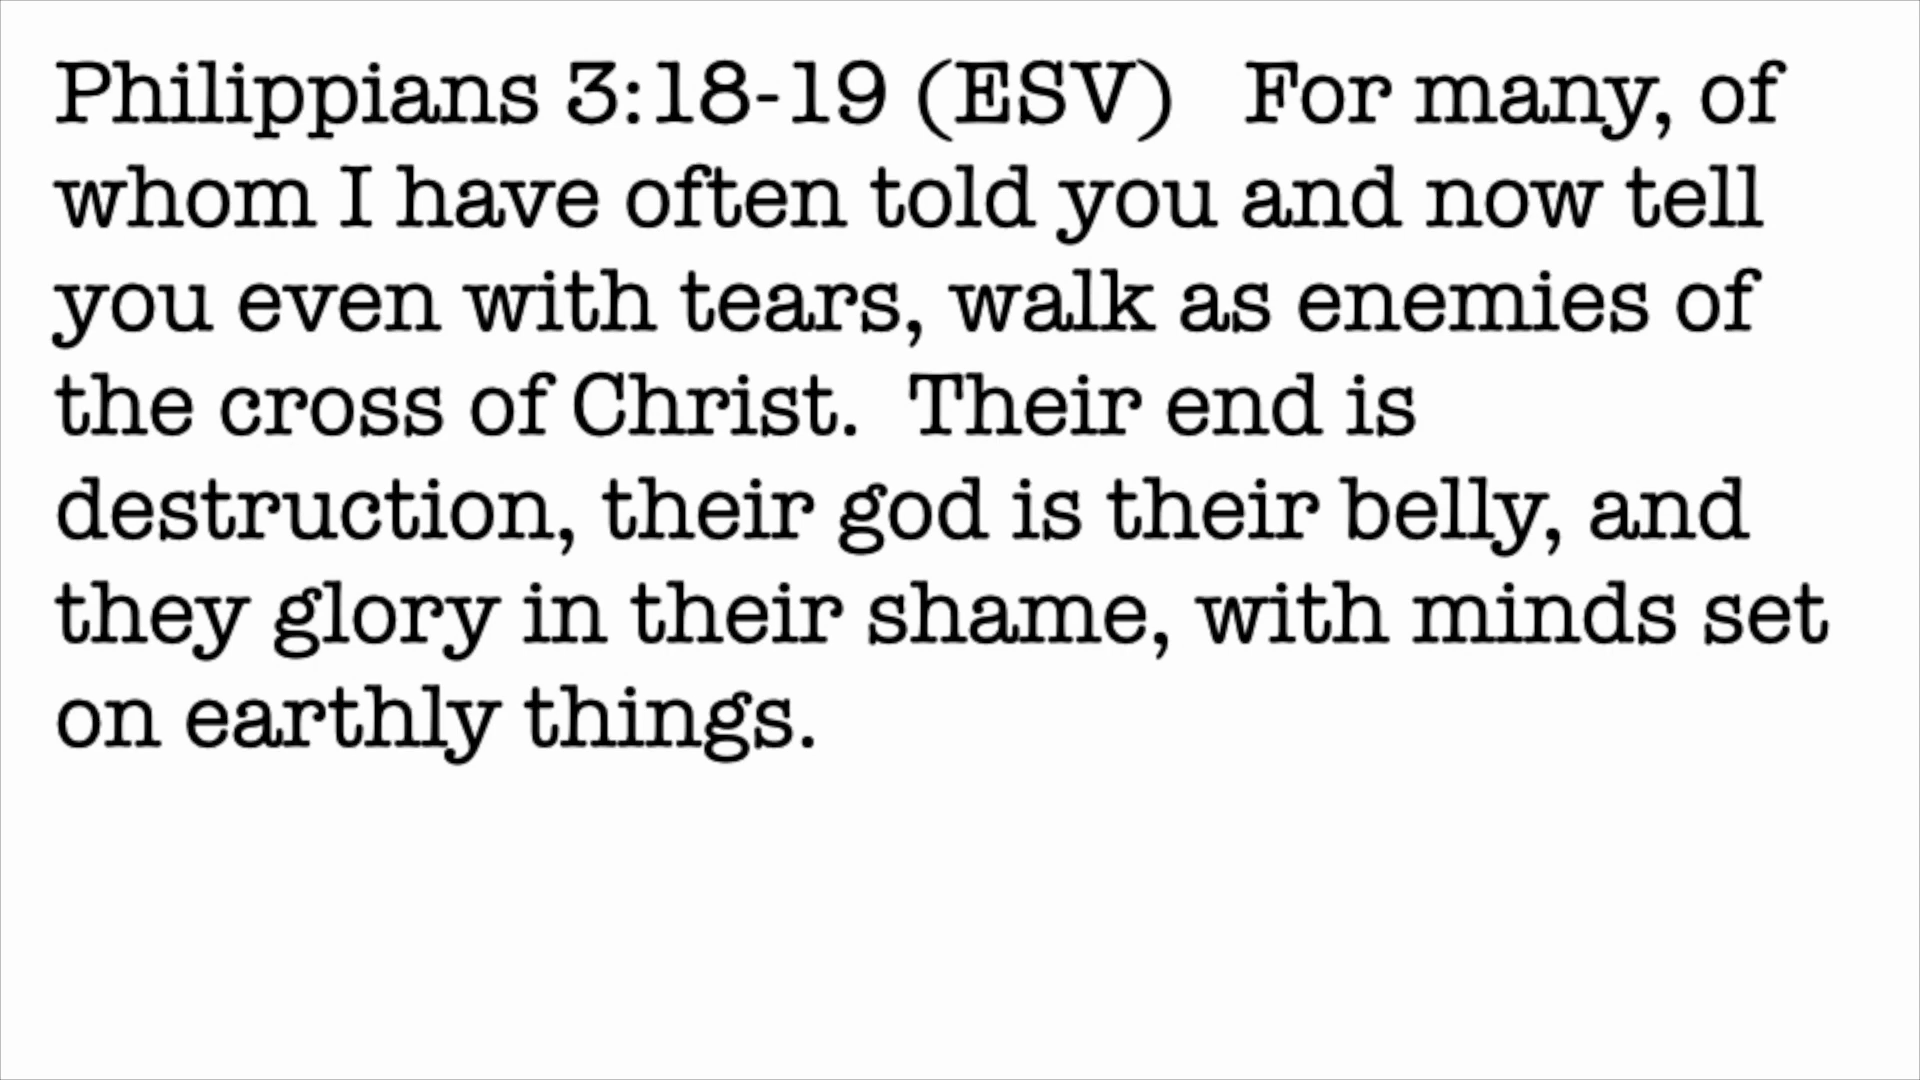 Philippians 3:18-19 (ESV)   For many, of
whom I have often told you and now tell
you even with tears, walk as enemies of
the cross of Christ.  Their end is
destruction, their god is their belly, and
they glory in their shame, with minds set
on earthly things.